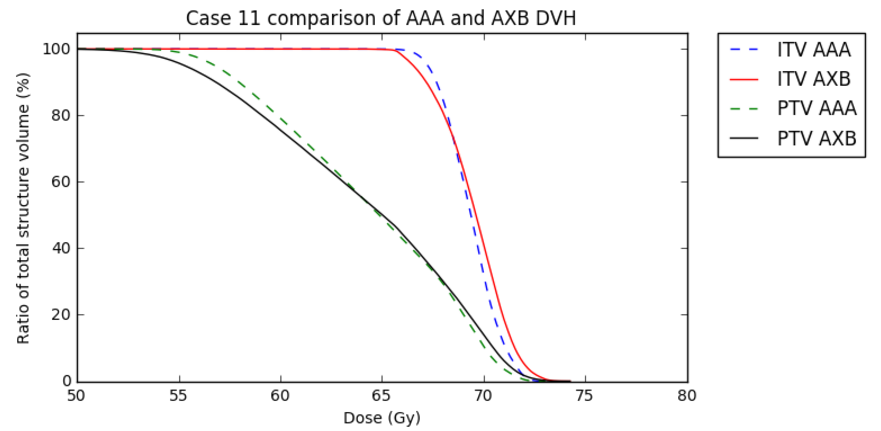 Case 11 comparison of AAA and AXB DVH
Ratio of total structure volume (%)
100
80
60
40
20
0
50 55 60 65 70 75 80
Dose (Gy)
ITV AAA
ITV AXB
PTV AAA
PTV AXB